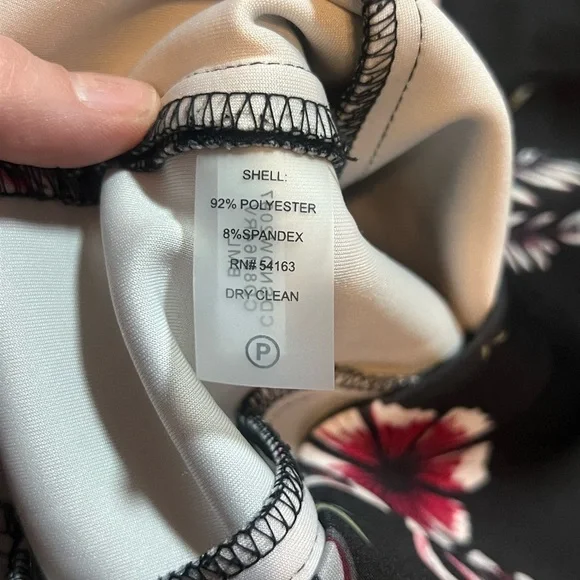 SHELL:
92% POLYESTER
8%SPANDEX
RN# 54163
DRY CLEAN
P